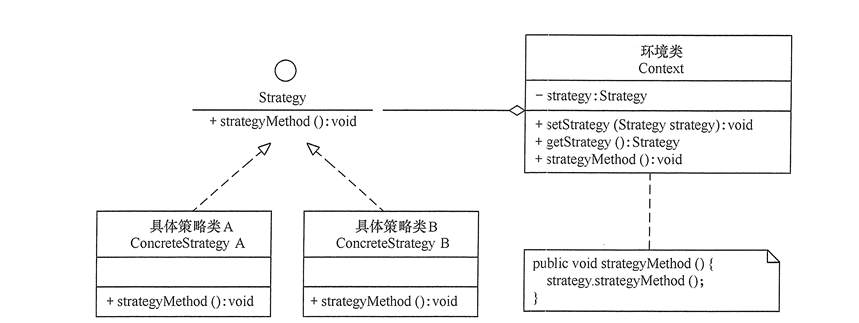 Strategy
+ strategyMethod():void
环境类
Context
- strategy:Strategy
+ setStrategy(Strategy strategy):void
+ getStrategy():Strategy
+ strategyMethod():void
具体策略类A
ConcreteStrategy A
+ strategyMethod():void
具体策略类B
ConcreteStrategy B
+ strategyMethod():void
public void strategyMethod() {
strategy.strategyMethod();
}